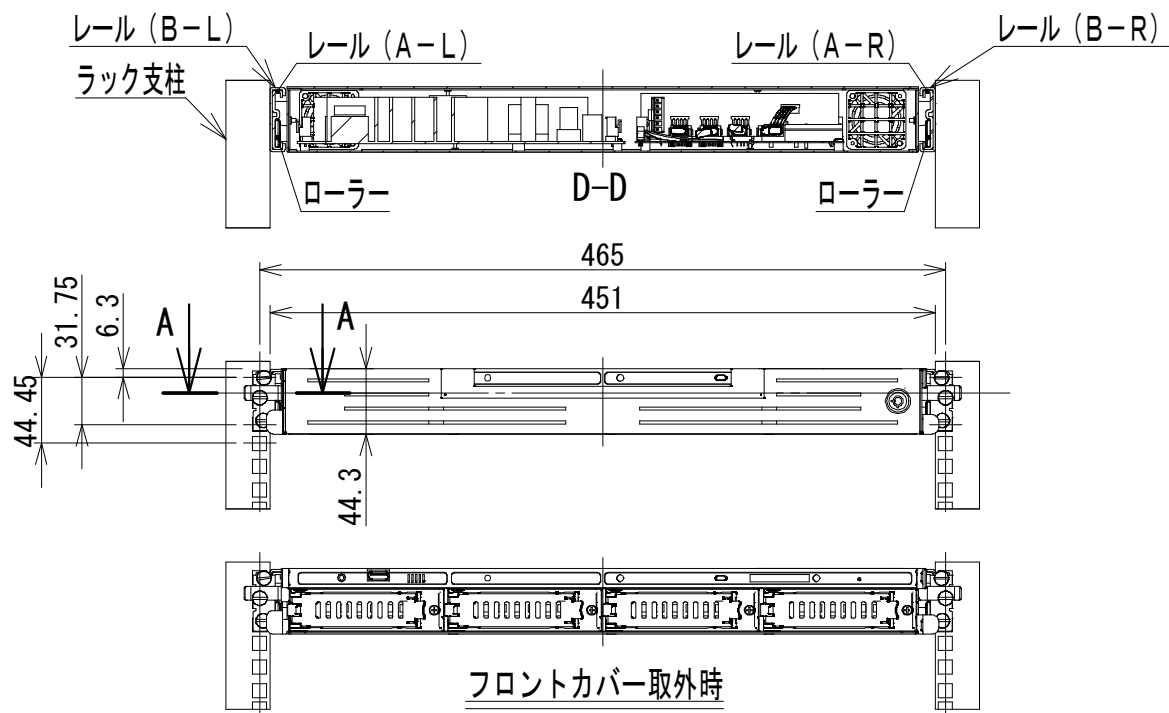 レール（B－L）
レール（A－L）
レール（A－R）
レール（B－R）
ラック支柱
ローラー
D－D
ローラー
465
451
31.75
6.3
A
A
44.45
44.3
フロントカバー取外時